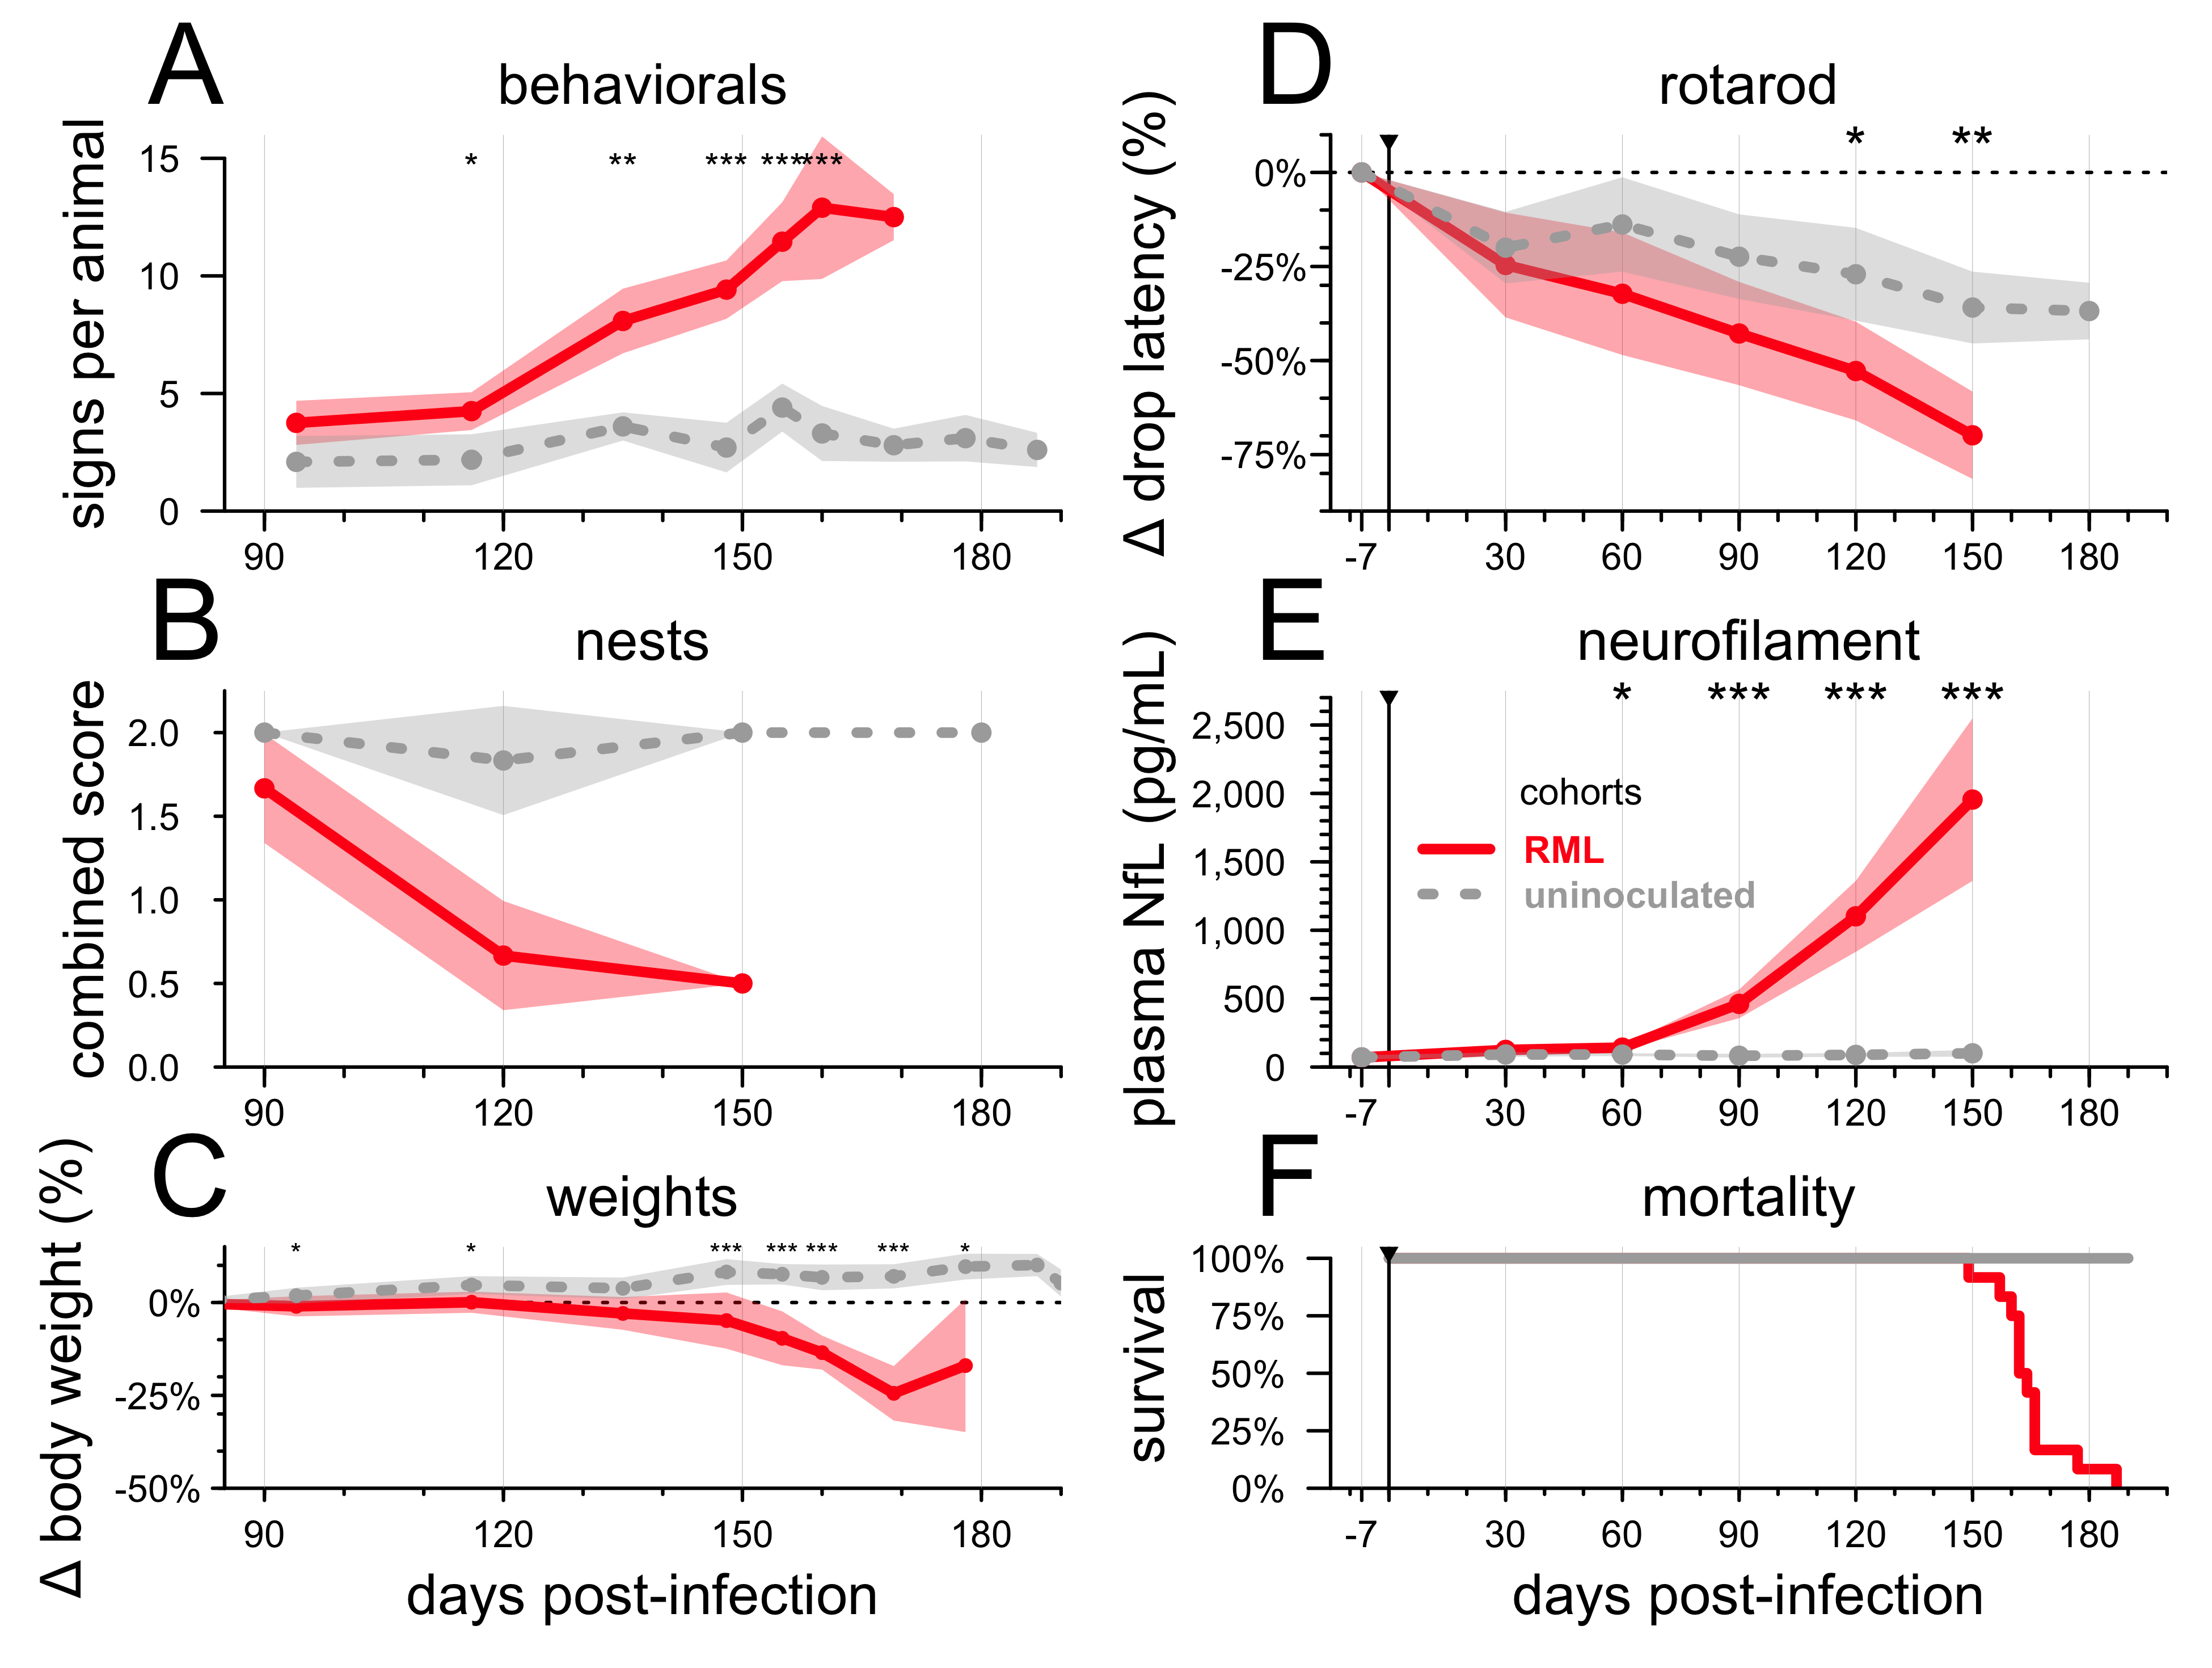 A
behaviorals
signs per animal
15
10
5
0
* ** *** *** ***
90 120 150 180
B
nests
combined score
2.0
1.5
1.0
0.5
0.0
90 120 150 180
C
weights
Δ body weight (%)
* * *** *** *** *** *
0%
-25%
-50%
90 120 150 180
days post-infection
D
rotarod
Δ drop latency (%)
* **
0%
-25%
-50%
-75%
-7 30 60 90 120 150 180
E
neurofilament
plasma NfL (pg/mL)
* *** *** ***
2,500
2,000
1,500
1,000
500
0
cohorts
RML
uninoculated
-7 30 60 90 120 150 180
F
mortality
survival
100%
75%
50%
25%
0%
-7 30 60 90 120 150 180
days post-infection